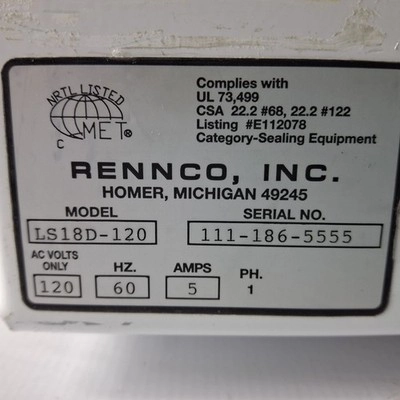 NRTL LISTED
C MET®
Complies with
UL 73,499
CSA 22.2 #68, 22.2 #122
Listing #E112078
Category-Sealing Equipment
RENNCO, INC.
HOMER, MICHIGAN 49245
MODEL SERIAL NO.
LS18D-120 111-186-5555
AC VOLTS
ONLY HZ. AMPS PH.
120 60 5 1